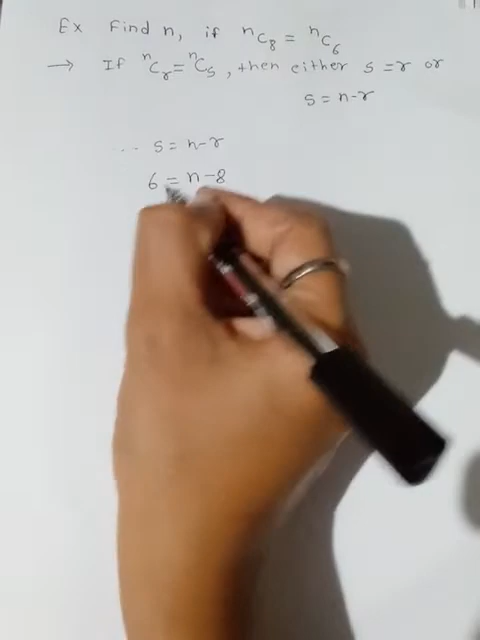 Ex Find n, if ⁿC₈ = ⁿC₆
→ If ⁿCᵣ = ⁿCₛ, then either s = r or
s = n - r
... s = n - r
6 = n - 8